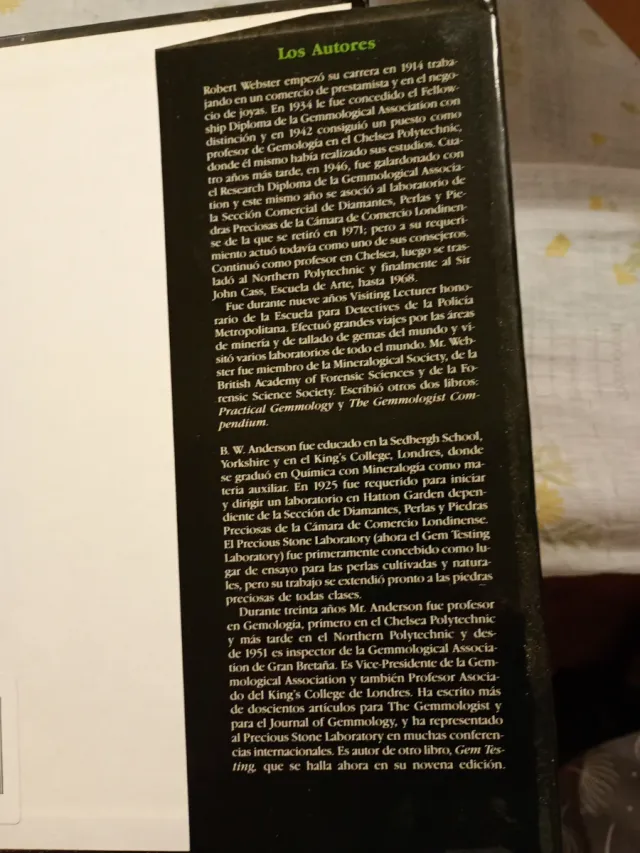 Los Autores
Robert Webster empezó su carrera en 1914 traba-
jando en un comercio de prestamista y en el nego-
cio de joyas. En 1934 le fue concedido el Fellow-
ship Diploma de la Gemmological Association con
distinción y en 1942 consiguió un puesto como
profesor de Gemología en el Chelsea Polytechnic,
donde él mismo había realizado sus estudios. Cua-
tro años más tarde, en 1946, fue galardonado con
el Research Diploma de la Gemmological Associa-
tion y este mismo año se asoció al laboratorio de
la Sección Comercial de Diamantes, Perlas y Pie-
dras Preciosas de la Cámara de Comercio Londinen-
se de la que se retiró en 1971; pero a su requeri-
miento actuó todavía como uno de sus consejeros.
Continuó como profesor en Chelsea, luego se tras-
ladó al Northern Polytechnic y finalmente al Sir
John Cass, Escuela de Arte, hasta 1968.
Fue durante nueve años Visiting Lecturer hono-
rario de la Escuela para Detectives de la Policía
Metropolitana. Efectuó grandes viajes por las áreas
de minería y de tallado de gemas del mundo y vi-
sitó varios laboratorios de todo el mundo. Mr. Web-
ster fue miembro de la Mineralogical Society, de la
British Academy of Forensic Sciences y de la Fo-
rensic Science Society. Escribió otros dos libros:
Practical Gemmology y The Gemmologist Com-
pendium.
B. W. Anderson fue educado en la Sedbergh School,
Yorkshire y en el King's College, Londres, donde
se graduó en Química con Mineralogía como ma-
teria auxiliar. En 1925 fue requerido para iniciar
y dirigir un laboratorio en Hatton Garden depen-
diente de la Sección de Diamantes, Perlas y Piedras
Preciosas de la Cámara de Comercio Londinense.
El Precious Stone Laboratory (ahora el Gem Testing
Laboratory) fue primeramente concebido como lu-
gar de ensayo para las perlas cultivadas y natura-
les, pero su trabajo se extendió pronto a las piedras
preciosas de todas clases.
Durante treinta años Mr. Anderson fue profesor
en Gemología, primero en el Chelsea Polytechnic
y más tarde en el Northern Polytechnic y des-
de 1951 es inspector de la Gemmological Associa-
tion de Gran Bretaña. Es Vice-Presidente de la Gem-
mological Association y también Profesor Asocia-
do del King's College de Londres. Ha escrito más
de doscientos artículos para The Gemmologist y
para el Journal of Gemmology, y ha representado
al Precious Stone Laboratory en muchas conferen-
cias internacionales. Es autor de otro libro, Gem Tes-
ting, que se halla ahora en su novena edición.